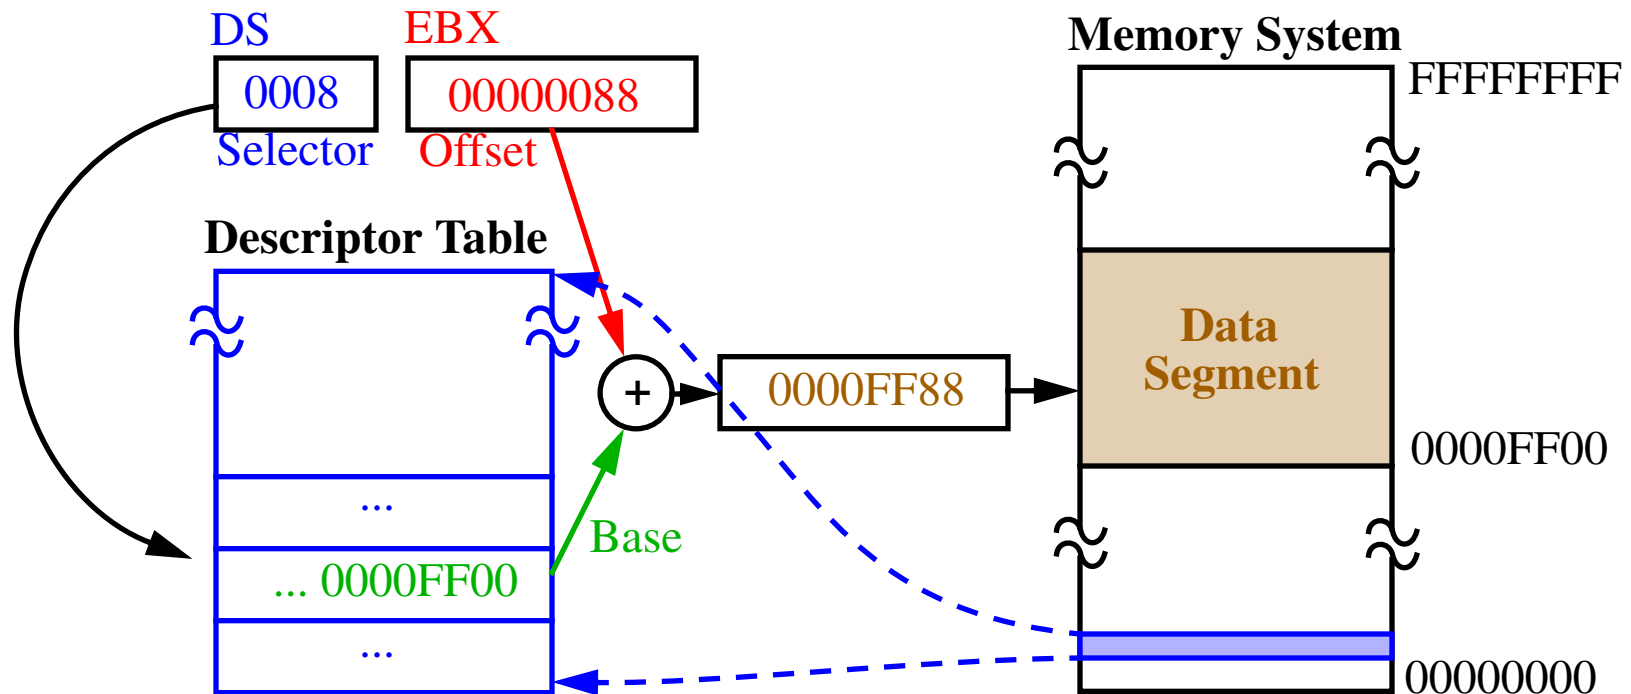 DS
EBX
Memory System
0008
00000088
FFFFFFFF
Selector
Offset
Descriptor Table
Data
Segment
+
0000FF88
0000FF00
...
Base
... 0000FF00
...
00000000